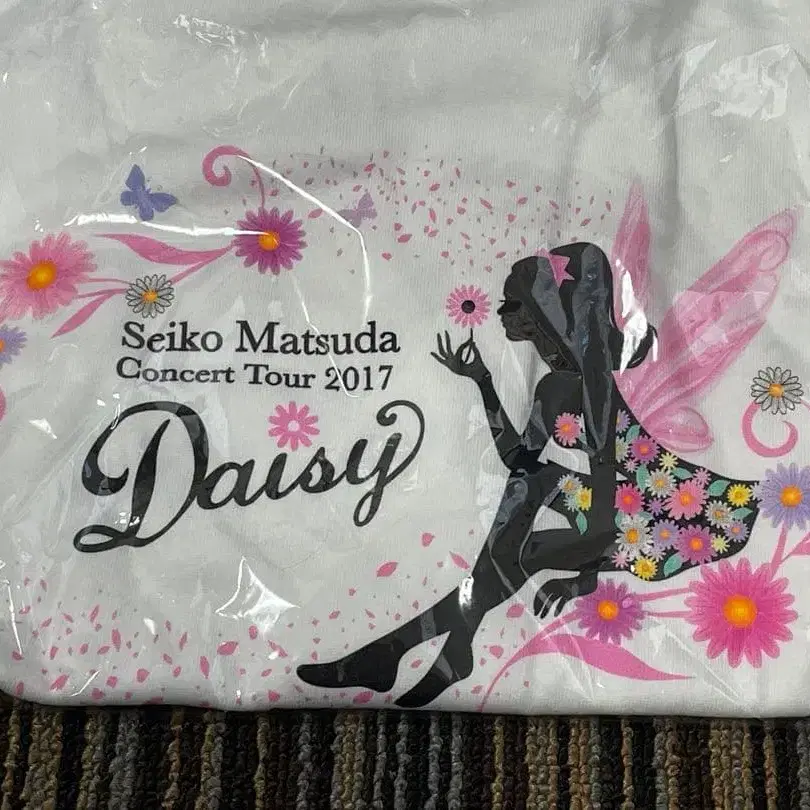 Seiko Matsuda
Concert Tour 2017
Daisy